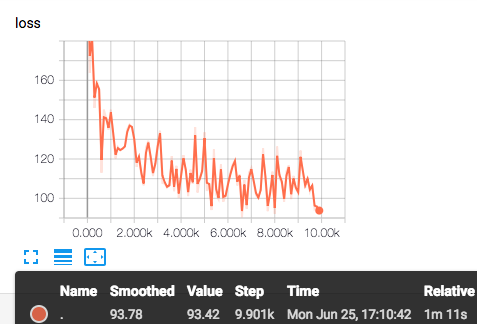 loss
160
140
120
100
0.000 2.000k 4.000k 6.000k 8.000k 10.00k
Name Smoothed Value Step Time Relative
. 93.78 93.42 9.901k Mon Jun 25, 17:10:42 1m 11s